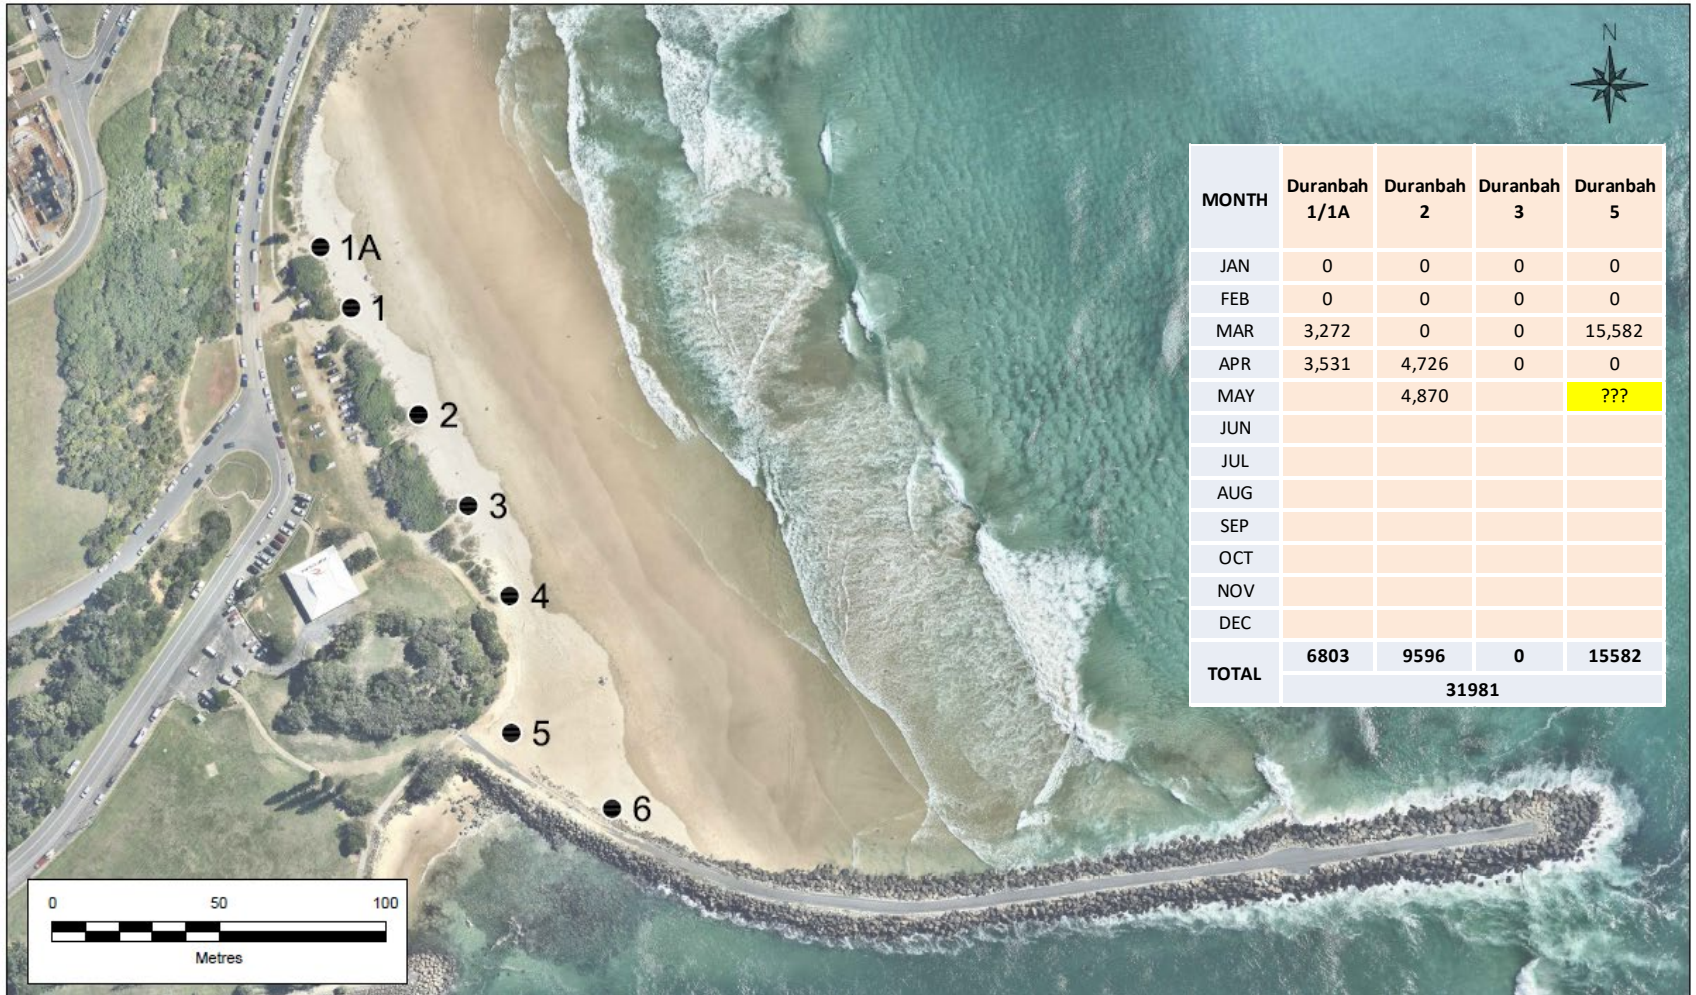 N
1A
1
2
3
4
5
6
0 50 100
Metres
MONTH Duranbah 1/1A Duranbah 2 Duranbah 3 Duranbah 5
JAN 0 0 0 0
FEB 0 0 0 0
MAR 3,272 0 0 15,582
APR 3,531 4,726 0 0
MAY 4,870 ???
JUN
JUL
AUG
SEP
OCT
NOV
DEC
TOTAL 6803 9596 0 15582
31981